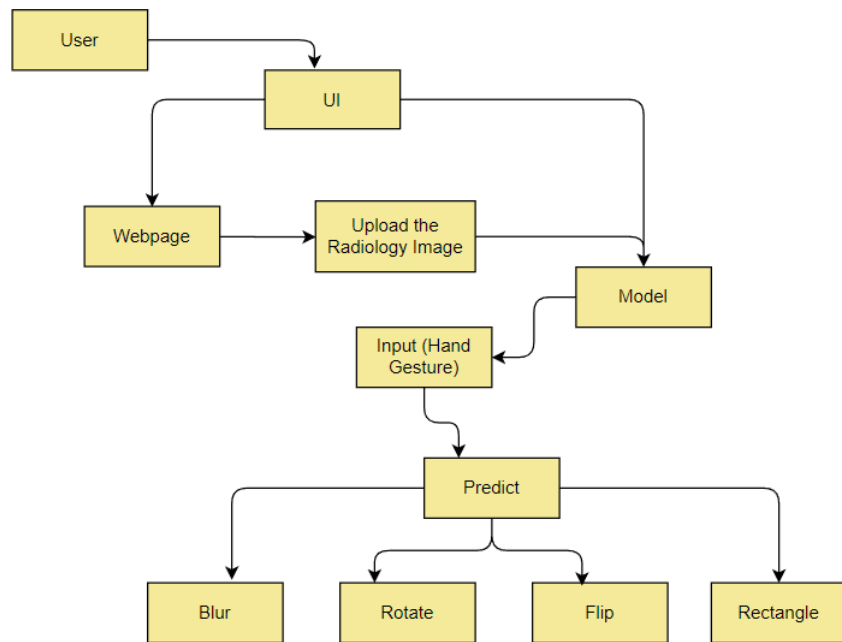 User
UI
Webpage
Upload the
Radiology Image
Model
Input (Hand
Gesture)
Predict
Blur
Rotate
Flip
Rectangle